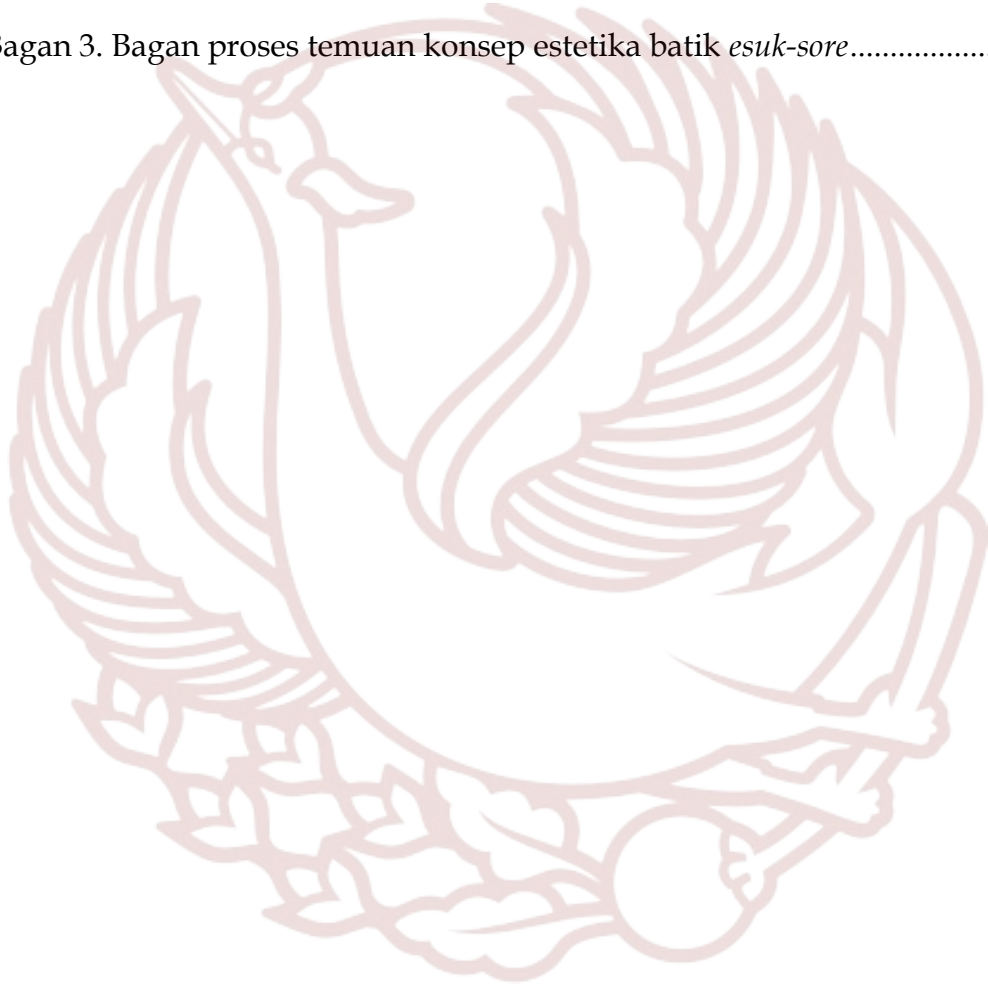 Bagan 3. Bagan proses temuan konsep estetika batik esuk-sore.................